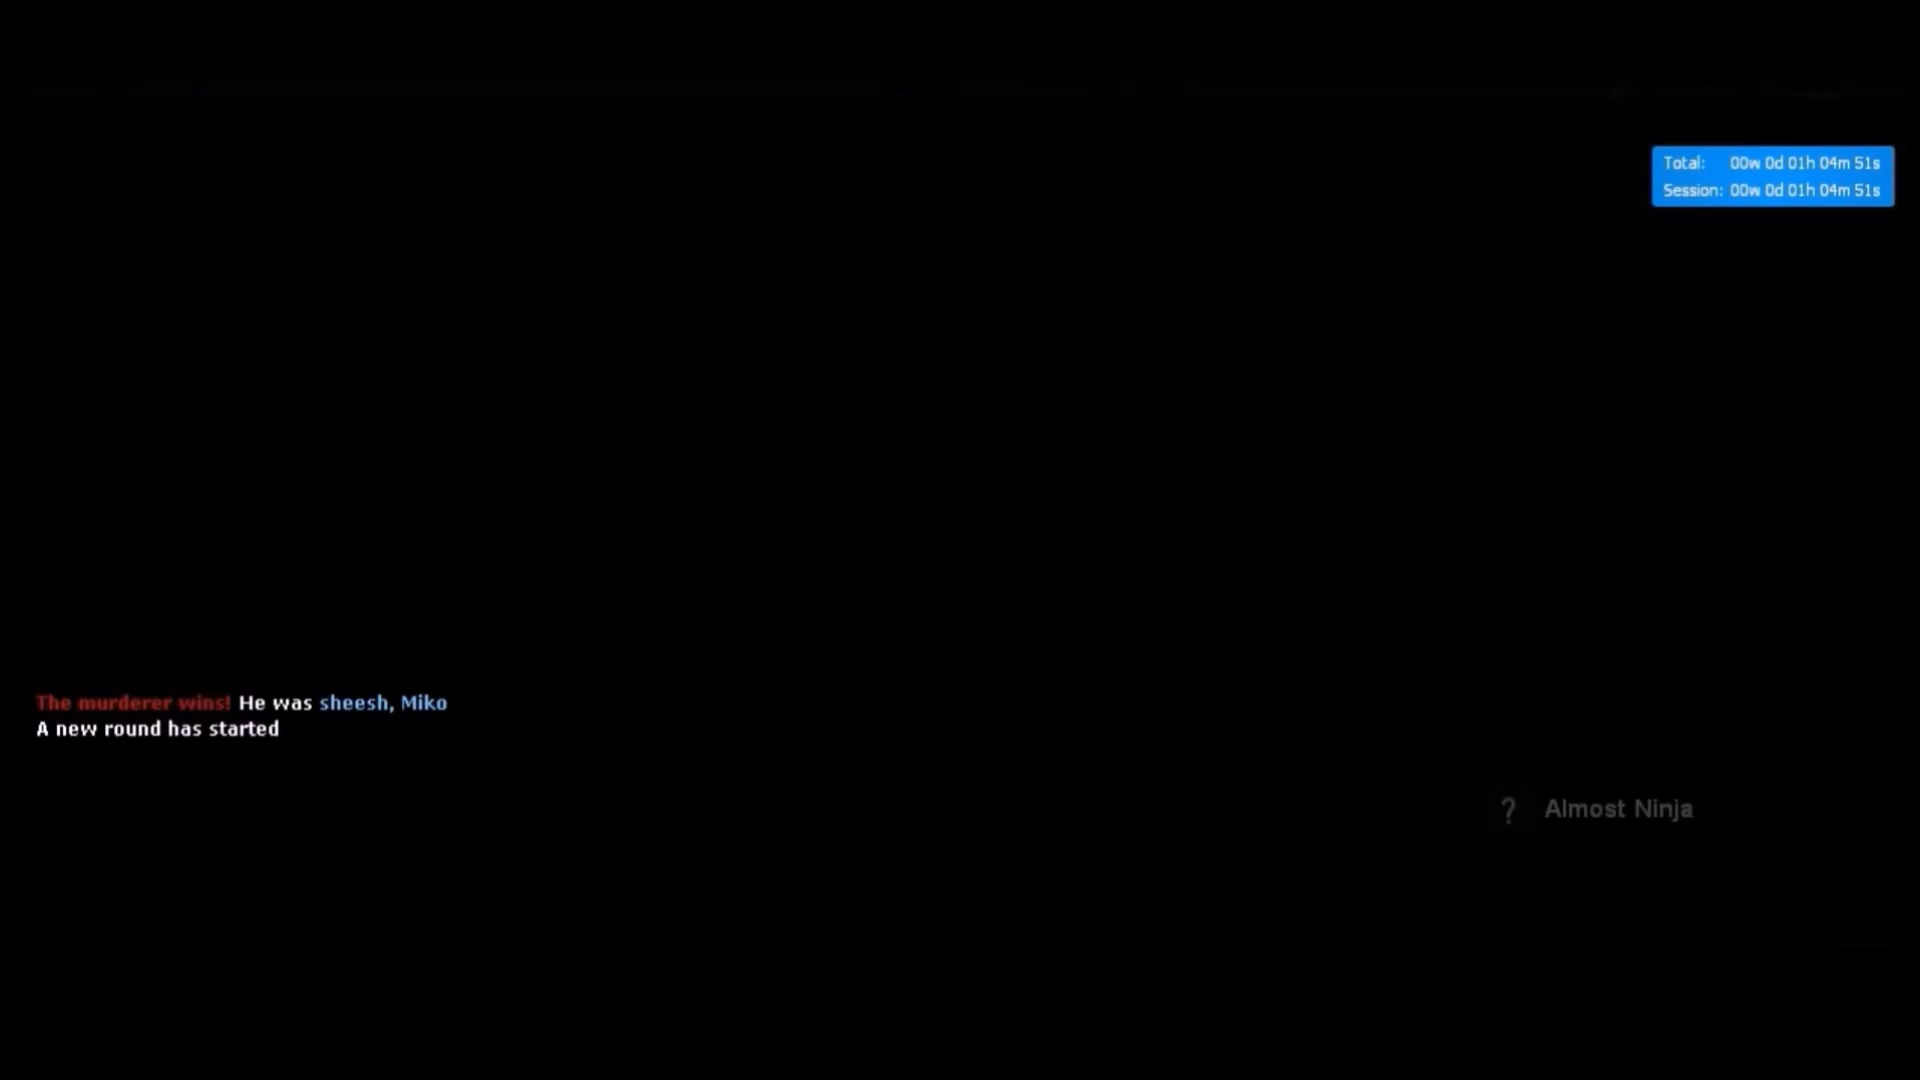 Total: 00w 0d 01h 04m 51s
Session: 00w 0d 01h 04m 51s
The murderer wins! He was sheesh, Miko
A new round has started
? Almost Ninja